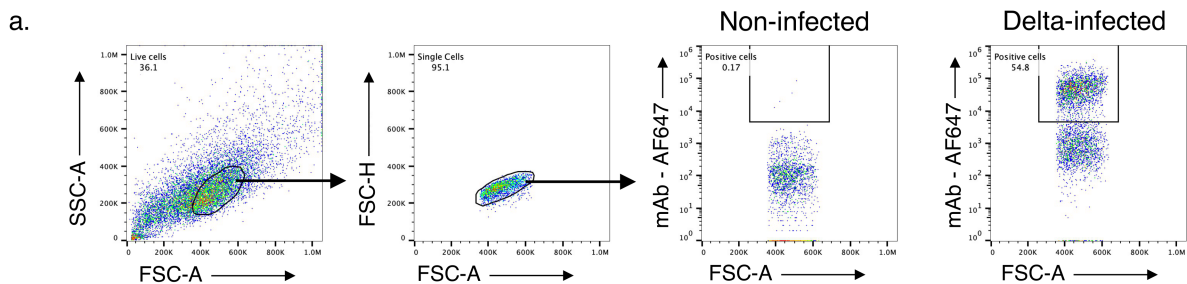 a.
Non-infected
Delta-infected
Live cells
36.1
1.0M
800K
600K
400K
200K
0
SSC-A
0
200K
400K
600K
800K
1.0M
FSC-A
Single Cells
95.1
1.0M
800K
600K
400K
200K
0
FSC-H
0
200K
400K
600K
800K
1.0M
FSC-A
Positive cells
0.17
10⁶
10⁵
10⁴
10³
10²
10¹
10⁰
mAb - AF647
0
200K
400K
600K
800K
1.0M
FSC-A
Positive cells
54.8
10⁶
10⁵
10⁴
10³
10²
10¹
10⁰
mAb - AF647
0
200K
400K
600K
800K
1.0M
FSC-A